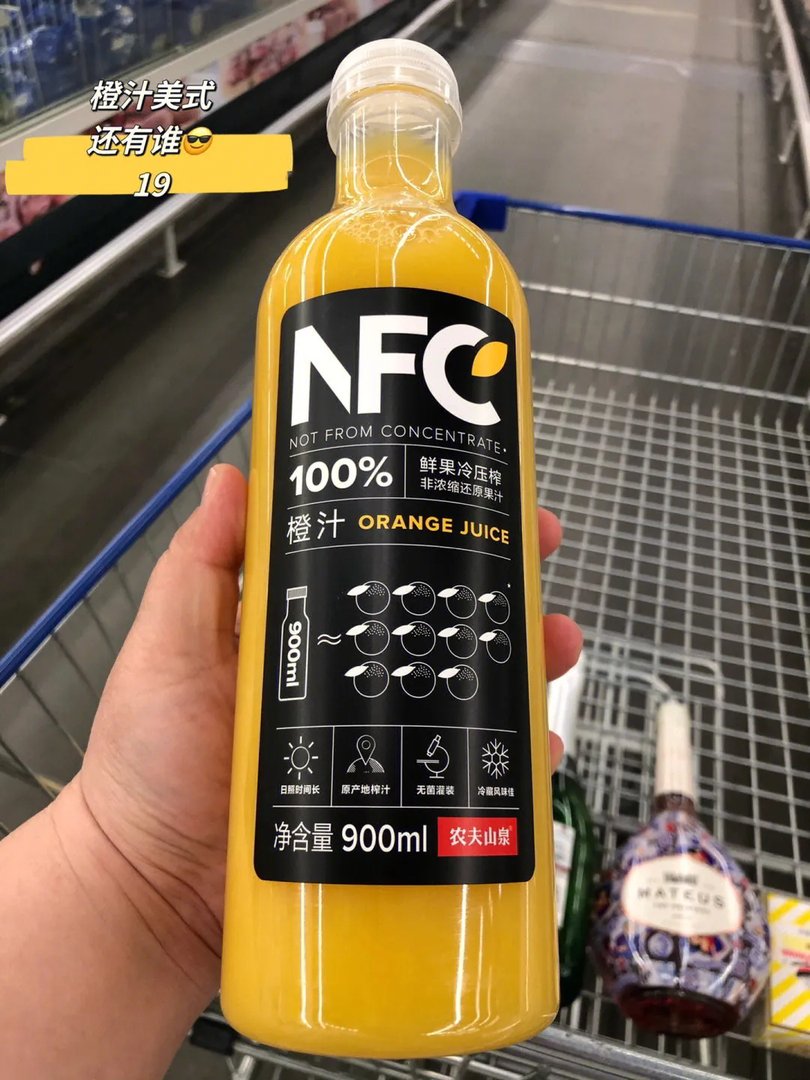 橙汁美式
还有谁😎
19
NFC
NOT FROM CONCENTRATE
100%
鲜果冷压榨
非浓缩还原果汁
橙汁 ORANGE JUICE
900ml ≈
日照时间长
原产地榨汁
无菌灌装
冷藏风味佳
净含量 900ml 农夫山泉
MATEUS